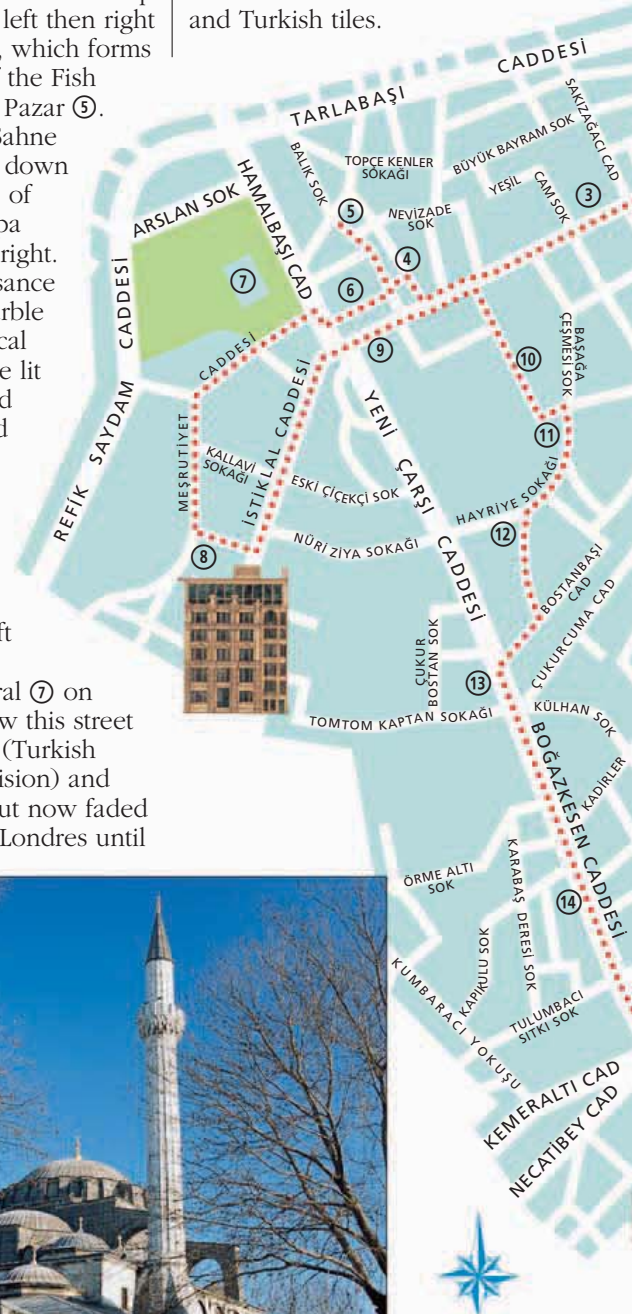 left then right
, which forms
the Fish
Pazar ⑤.
Sahne
down
of
right.
ssance
rble
cal
e lit
ft
ral ⑦ on
w this street
(Turkish
ision) and
ut now faded
Londres until
and Turkish tiles.
TARLABAŞI CADDESİ
SAKIZAĞACI CAD
BÜYÜK BAYRAM SOK
TOPCE KENLER
SOKAĞI
BALIK SOK
HAMALBAŞI CAD
ARSLAN SOK
YEŞİL
CAM SOK
③
⑤
NEVİZADE
SOK
④
⑦
⑥
⑨
REFİK SAYDAM CADDESİ
MEŞRUTİYET CADDESİ
İSTİKLAL CADDESİ
KALLAVİ
SOKAĞI
ESKİ ÇİÇEKÇİ SOK
YENİ ÇARŞI CADDESİ
⑩
BAŞAĞA
ÇEŞMESİ SOK
⑪
HAYRİYE SOKAĞI
⑫
⑧
NÛRİ ZİYA SOKAĞI
BOSTANBAŞI
CAD
ÇUKURCUMA CAD
ÇUKUR
BOSTAN SOK
⑬
TOMTOM KAPTAN SOKAĞI
KÜLHAN SOK
KADİRLER
BOĞAZKESEN CADDESİ
ÖRME ALTI
SOK
KARABAŞ DERESİ SOK
⑭
KAPIKULU SOK
KUMBARACI YOKUŞU
TULUMBACI
SITKI SOK
KEMERALTI CAD
NECATİBEY CAD